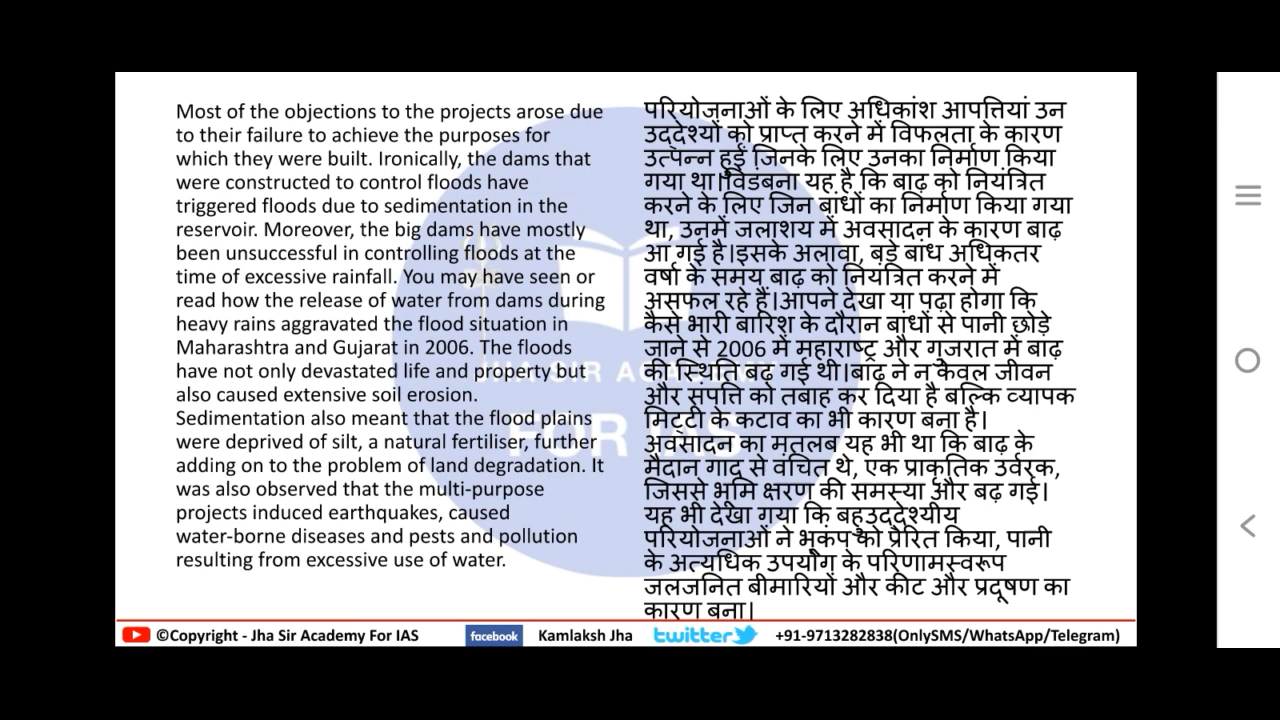 Most of the objections to the projects arose due
to their failure to achieve the purposes for
which they were built. Ironically, the dams that
were constructed to control floods have
triggered floods due to sedimentation in the
reservoir. Moreover, the big dams have mostly
been unsuccessful in controlling floods at the
time of excessive rainfall. You may have seen or
read how the release of water from dams during
heavy rains aggravated the flood situation in
Maharashtra and Gujarat in 2006. The floods
have not only devastated life and property but
also caused extensive soil erosion.
Sedimentation also meant that the flood plains
were deprived of silt, a natural fertiliser, further
adding on to the problem of land degradation. It
was also observed that the multi-purpose
projects induced earthquakes, caused
water-borne diseases and pests and pollution
resulting from excessive use of water.
परियोजनाओं के लिए अधिकांश आपत्तियां उन
उद्देश्यों को प्राप्त करने में विफलता के कारण
उत्पन्न हुईं जिनके लिए उनका निर्माण किया
गया था।विडंबना यह है कि बाढ़ को नियंत्रित
करने के लिए जिन बांधों का निर्माण किया गया
था, उनमें जलाशय में अवसादन के कारण बाढ़
आ गई है।इसके अलावा, बड़े बांध अधिकतर
वर्षा के समय बाढ़ को नियंत्रित करने में
असफल रहे हैं।आपने देखा या पढ़ा होगा कि
कैसे भारी बारिश के दौरान बांधों से पानी छोड़े
जाने से 2006 में महाराष्ट्र और गुजरात में बाढ़
की स्थिति बढ़ गई थी।बाढ़ ने न केवल जीवन
और संपत्ति को तबाह कर दिया है बल्कि व्यापक
मिट्टी के कटाव का भी कारण बना है।
अवसादन का मतलब यह भी था कि बाढ़ के
मैदान गाद से वंचित थे, एक प्राकृतिक उर्वरक,
जिससे भूमि क्षरण की समस्या और बढ़ गई।
यह भी देखा गया कि बहुउद्देश्यीय
परियोजनाओं ने भूकंप को प्रेरित किया, पानी
के अत्यधिक उपयोग के परिणामस्वरूप
जलजनित बीमारियों और कीट और प्रदूषण का
कारण बना।
JHA SIR ACADEMY
FOR IAS
©Copyright - Jha Sir Academy For IAS facebook Kamlaksh Jha twitter +91-9713282838(OnlySMS/WhatsApp/Telegram)